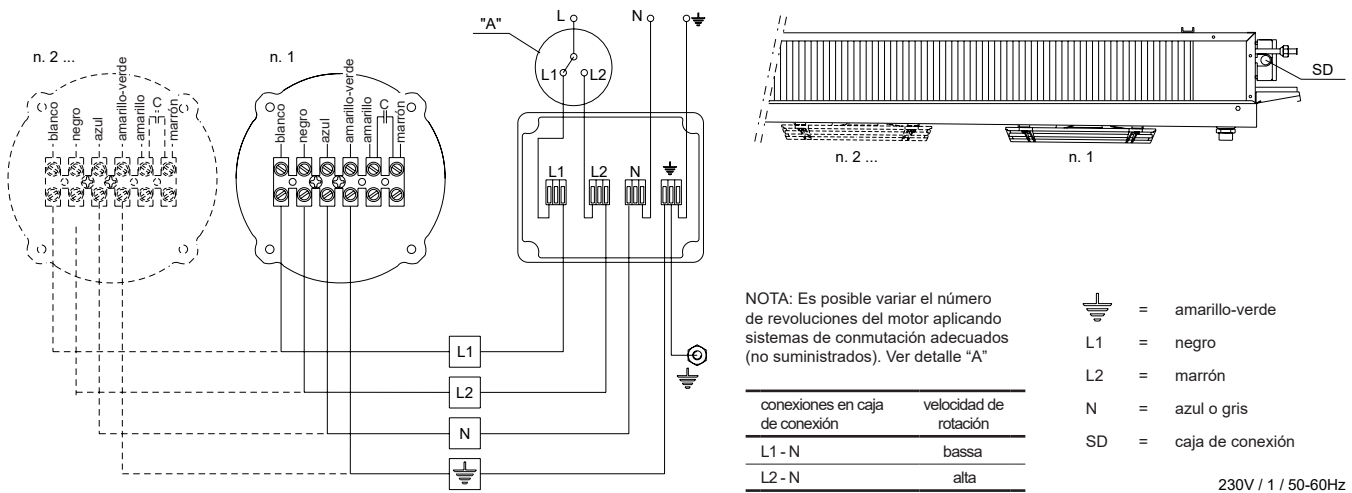 "A"
L
N
L1
L2
n. 2 ...
blanco
negro
azul
amarillo-verde
amarillo
C
marrón
n. 1
blanco
negro
azul
amarillo-verde
amarillo
C
marrón
L1
L2
N
L1
L2
N
SD
n. 2 ...
n. 1
NOTA: Es posible variar el número
de revoluciones del motor aplicando
sistemas de conmutación adecuados
(no suministrados). Ver detalle “A”
conexiones en caja
de conexión
velocidad de
rotación
L1 - N
bassa
L2 - N
alta
= amarillo-verde
L1 = negro
L2 = marrón
N = azul o gris
SD = caja de conexión
230V / 1 / 50-60Hz